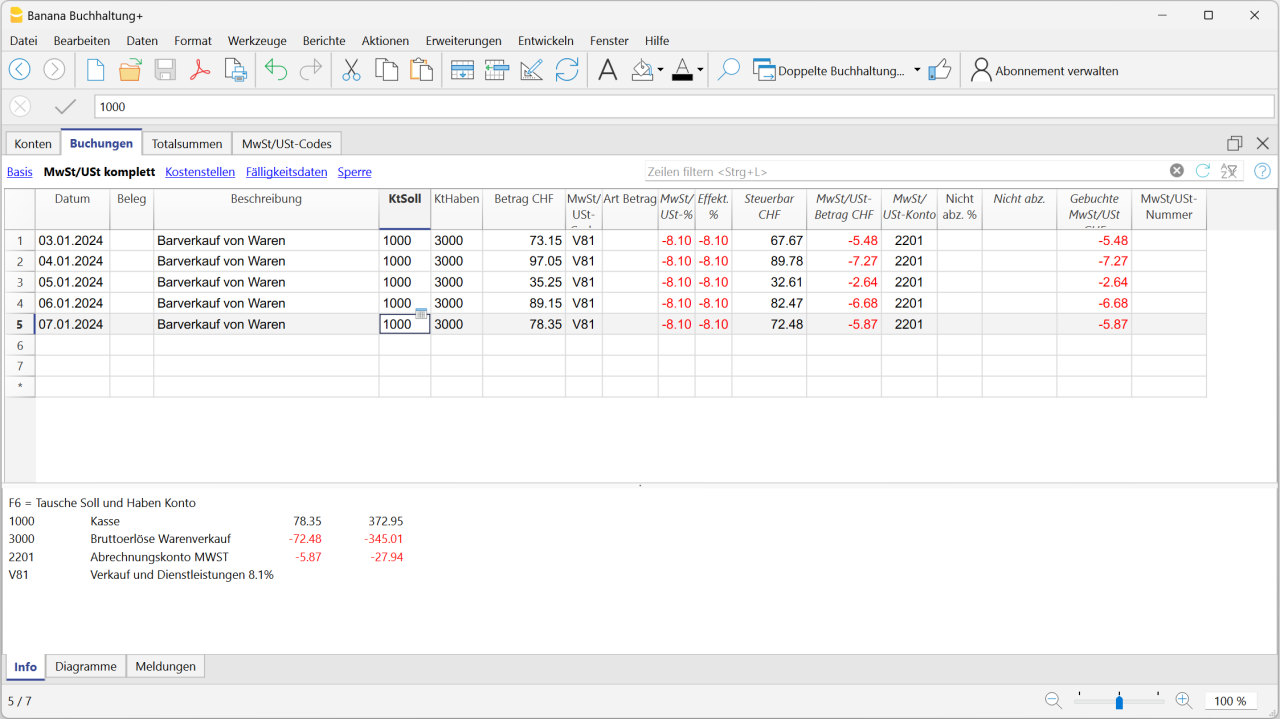 Banana Buchhaltung+
Datei Bearbeiten Daten Format Werkzeuge Berichte Aktionen Erweiterungen Entwickeln Fenster Hilfe
Doppelte Buchhaltung... Abonnement verwalten
1000
Konten Buchungen Totalsummen MwSt/USt-Codes
Basis MwSt/USt komplett Kostenstellen Fälligkeitsdaten Sperre Zeilen filtern <Strg+L>
Datum Beleg Beschreibung KtSoll KtHaben Betrag CHF MwSt/ Art Betrag MwSt/ Effekt. Steuerbar MwSt/USt- MwSt/ Nicht Nicht abz. Gebuchte MwSt/USt-
USt- USt-% % CHF Betrag CHF USt-Konto abz. % MwSt/USt Nummer
1 03.01.2024 Barverkauf von Waren 1000 3000 73.15 V81 -8.10 -8.10 67.67 -5.48 2201 -5.48
2 04.01.2024 Barverkauf von Waren 1000 3000 97.05 V81 -8.10 -8.10 89.78 -7.27 2201 -7.27
3 05.01.2024 Barverkauf von Waren 1000 3000 35.25 V81 -8.10 -8.10 32.61 -2.64 2201 -2.64
4 06.01.2024 Barverkauf von Waren 1000 3000 89.15 V81 -8.10 -8.10 82.47 -6.68 2201 -6.68
5 07.01.2024 Barverkauf von Waren 1000 3000 78.35 V81 -8.10 -8.10 72.48 -5.87 2201 -5.87
6
7
*
F6 = Tausche Soll und Haben Konto
1000 Kasse 78.35 372.95
3000 Bruttoerlöse Warenverkauf -72.48 -345.01
2201 Abrechnungskonto MWST -5.87 -27.94
V81 Verkauf und Dienstleistungen 8.1%
Info Diagramme Meldungen
5 / 7 100 %